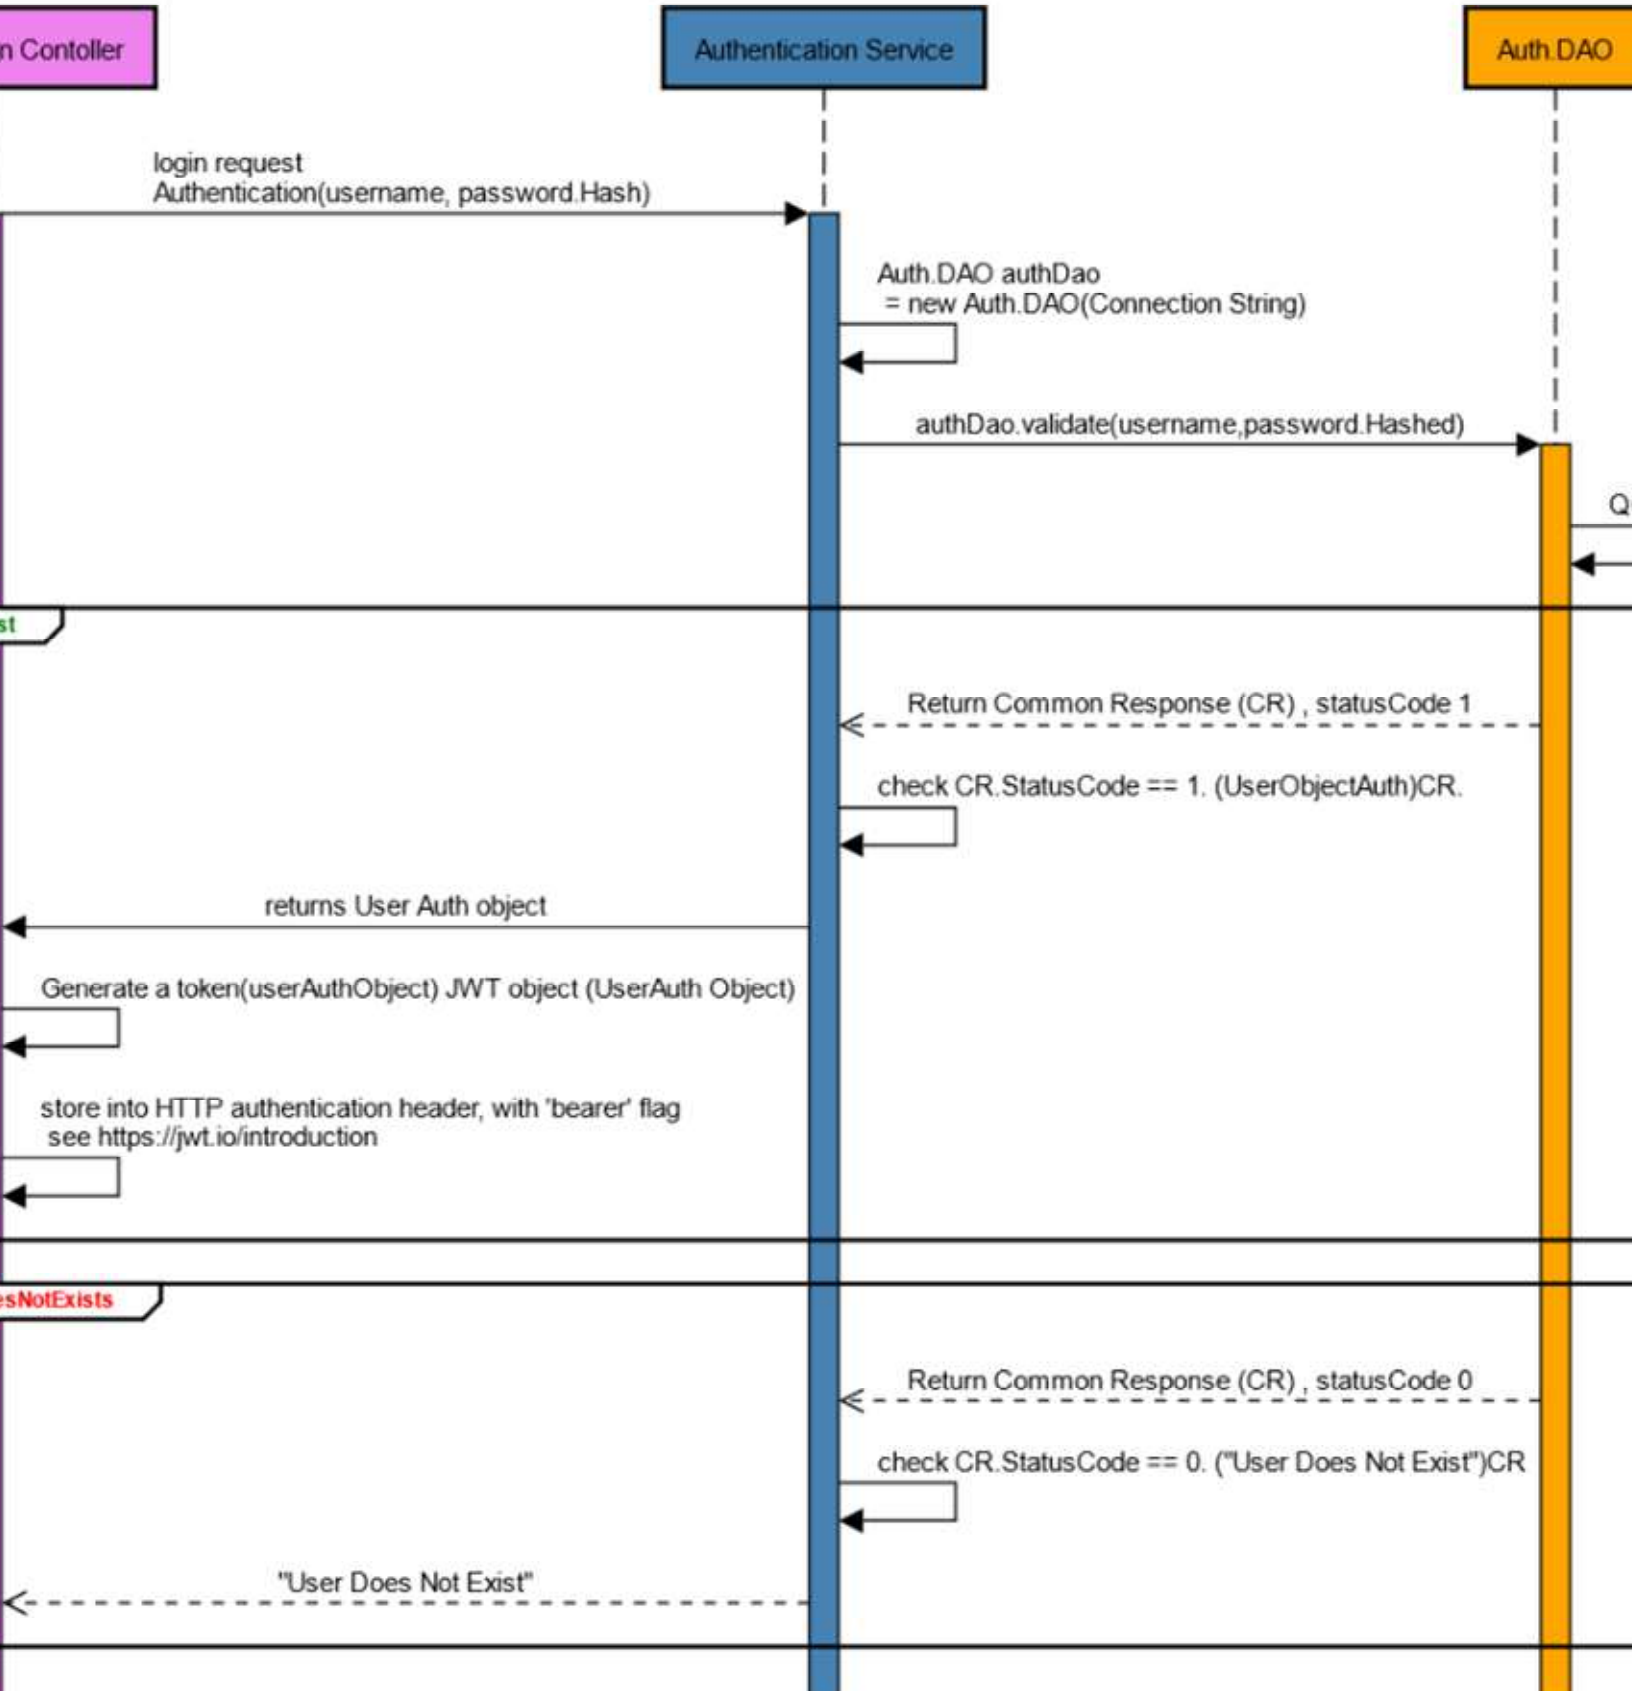 n Contoller
Authentication Service
Auth.DAO
login request
Authentication(username, password.Hash)
Auth.DAO authDao
= new Auth.DAO(Connection String)
authDao.validate(username,password.Hashed)
st
Return Common Response (CR) , statusCode 1
check CR.StatusCode == 1. (UserObjectAuth)CR.
returns User Auth object
Generate a token(userAuthObject) JWT object (UserAuth Object)
store into HTTP authentication header, with 'bearer' flag
see https://jwt.io/introduction
esNotExists
Return Common Response (CR) , statusCode 0
check CR.StatusCode == 0. ("User Does Not Exist")CR
"User Does Not Exist"